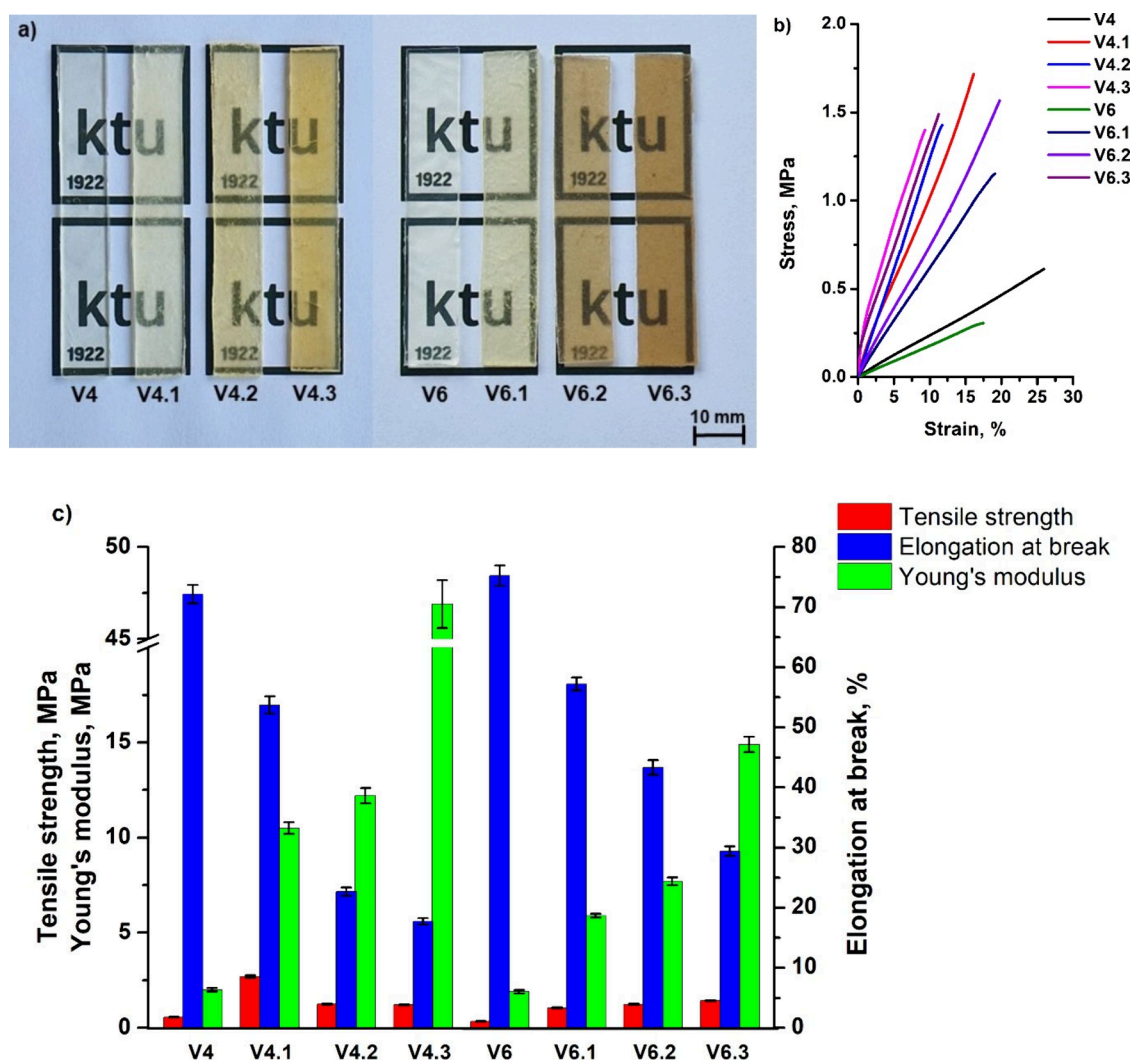 a)
ktu ktu ktu ktu
1922 1922 1922 1922
ktu ktu ktu ktu
1922 1922 1922 1922
V4 V4.1 V4.2 V4.3 V6 V6.1 V6.2 V6.3
10 mm
b)
Stress, MPa
2.0
1.5
1.0
0.5
0.0
0 5 10 15 20 25 30
Strain, %
V4
V4.1
V4.2
V4.3
V6
V6.1
V6.2
V6.3
c)
Tensile strength
Elongation at break
Young's modulus
Tensile strength, MPa
Young's modulus, MPa
50
45
15
10
5
0
80
70
60
50
40
30
20
10
0
Elongation at break, %
V4 V4.1 V4.2 V4.3 V6 V6.1 V6.2 V6.3